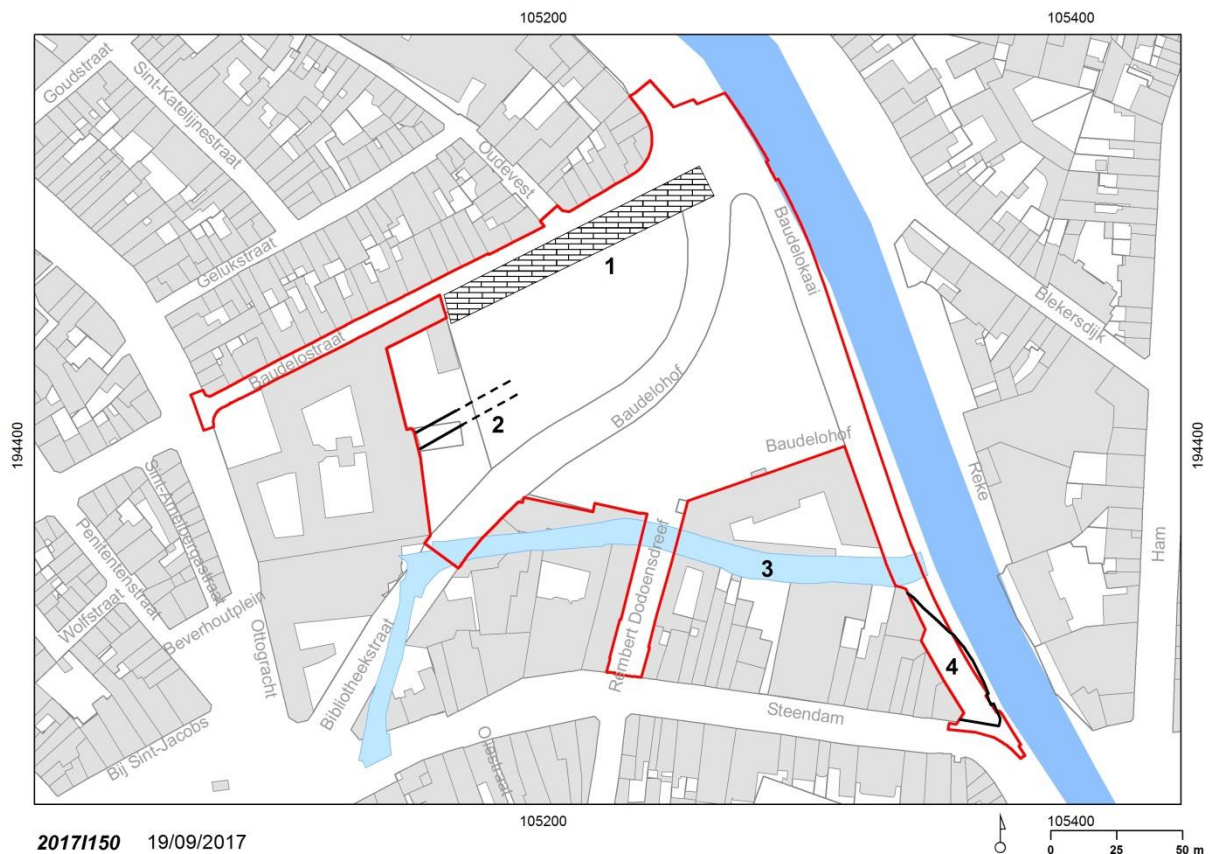 105200
105400
Goudstraat
Sint-Katelijnestraat
Oudevest
Gelukstraat
1
Baudelokaai
Blekersdijk
Baudelostraat
Baudelohof
194400
2
194400
Baudelohof
Sint-Amelbergastraat
Penitentenstraat
Reke
Ham
3
Wolfstraat
Beverhoutplein
Ottogracht
Bibliotheekstraat
Rembert Dodoensdreef
4
Steendam
Bij Sint-Jacobs
Oliestraat
105200
105400
2017I150 19/09/2017
0 25 50 m